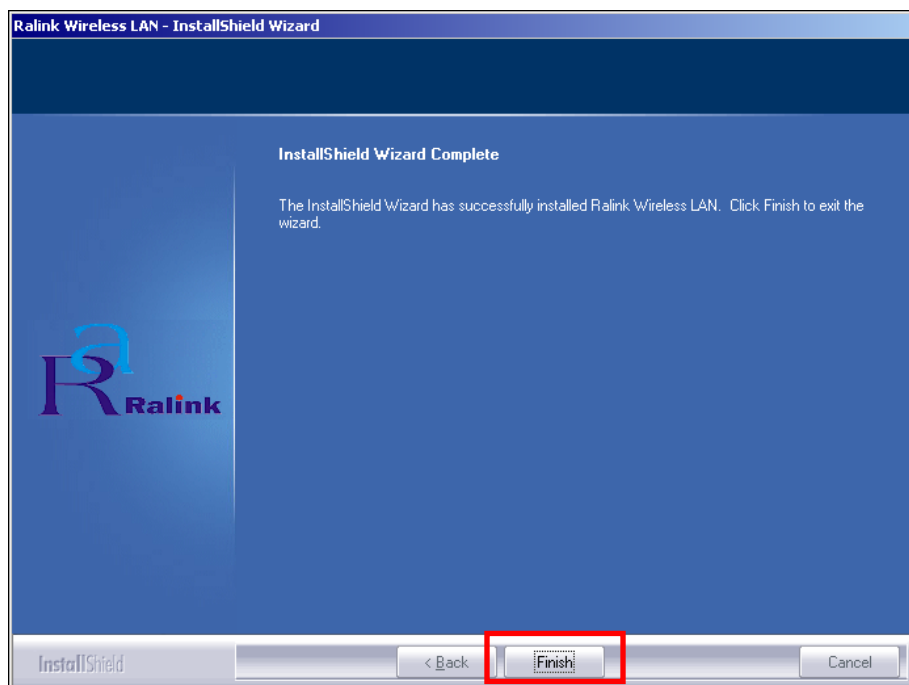 Ralink Wireless LAN - InstallShield Wizard
InstallShield Wizard Complete
The InstallShield Wizard has successfully installed Ralink Wireless LAN. Click Finish to exit the
wizard.
Ra
Ralink
InstallShield
< Back
Finish
Cancel